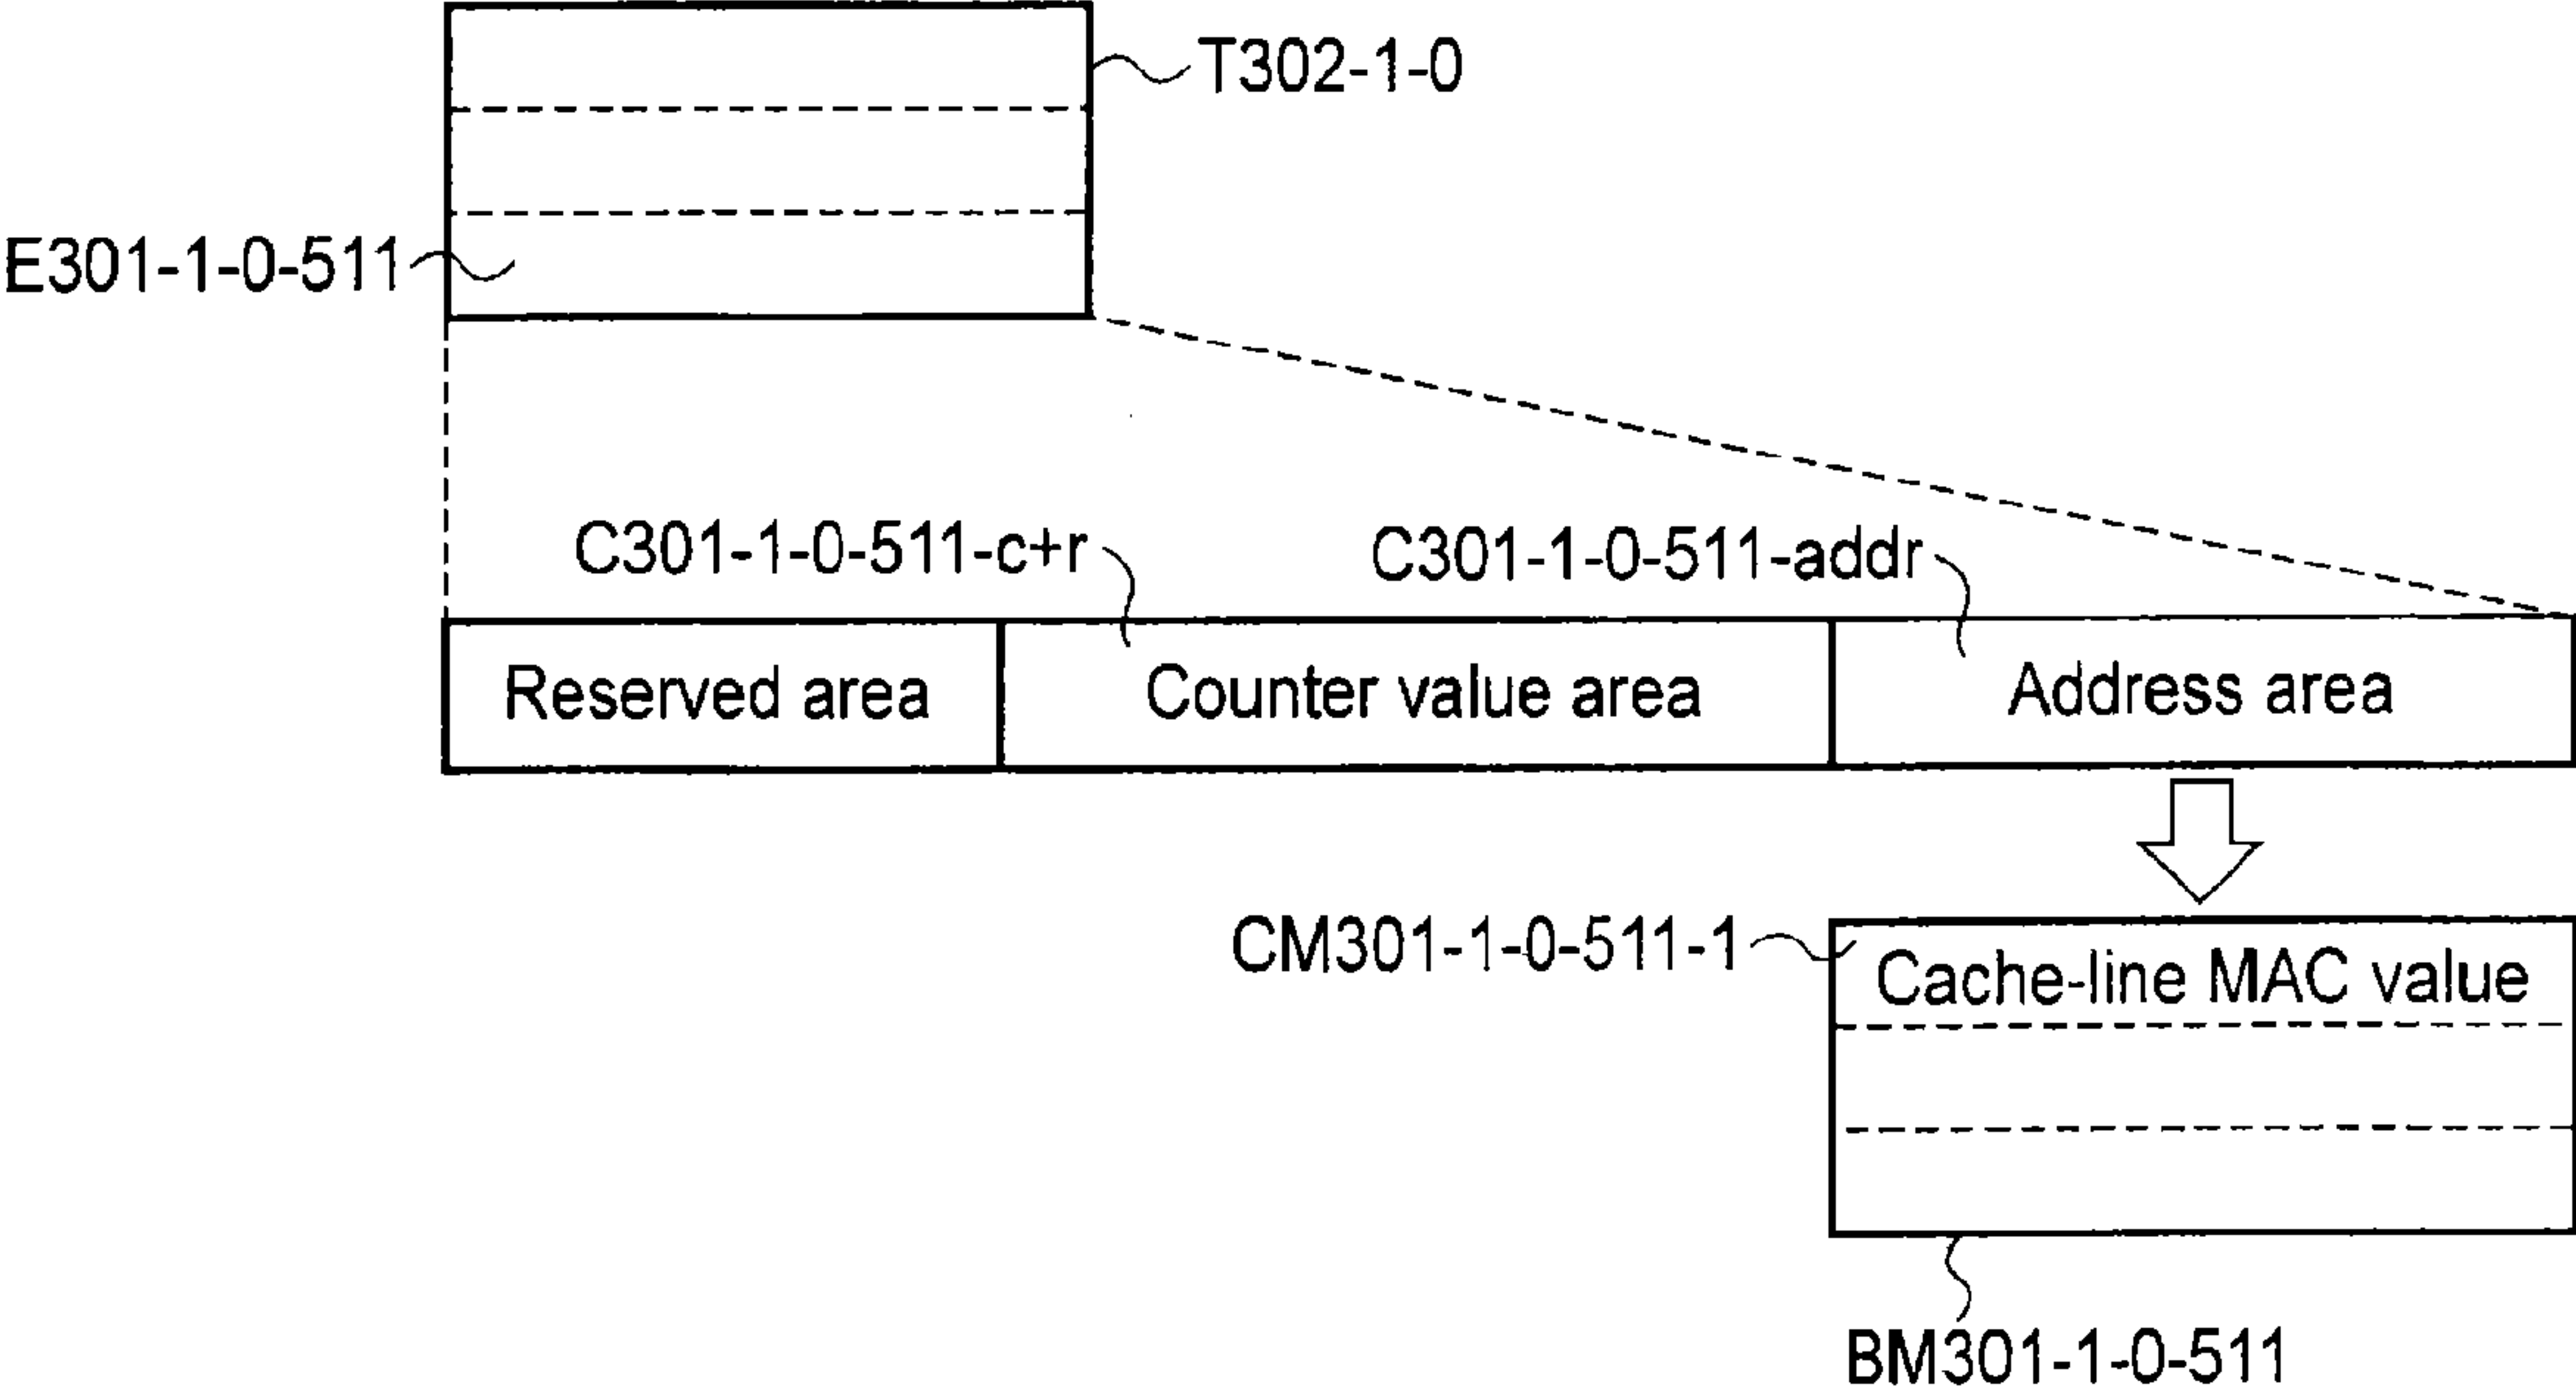 T302-1-0
E301-1-0-511
C301-1-0-511-c+r
C301-1-0-511-addr
Reserved area
Counter value area
Address area
CM301-1-0-511-1
Cache-line MAC value
BM301-1-0-511